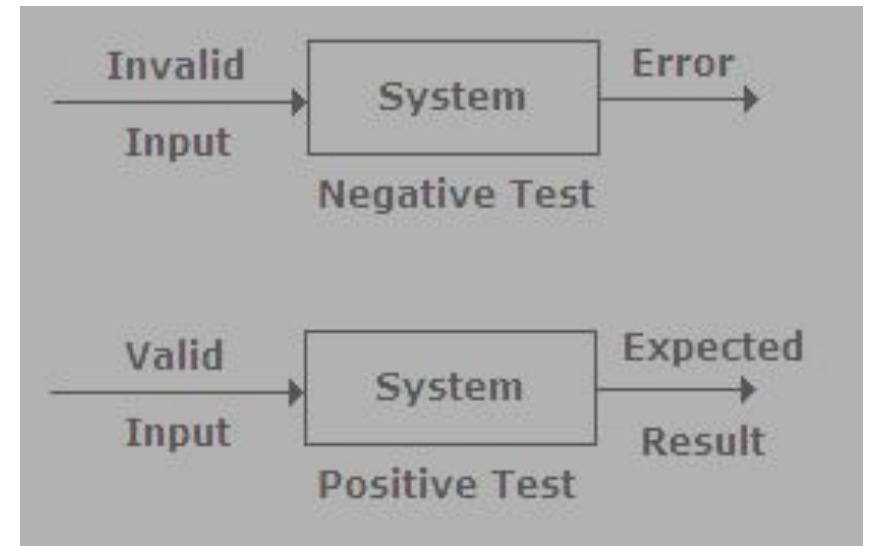 Invalid
Input
System
Error
Negative Test
Valid
Input
System
Expected
Result
Positive Test